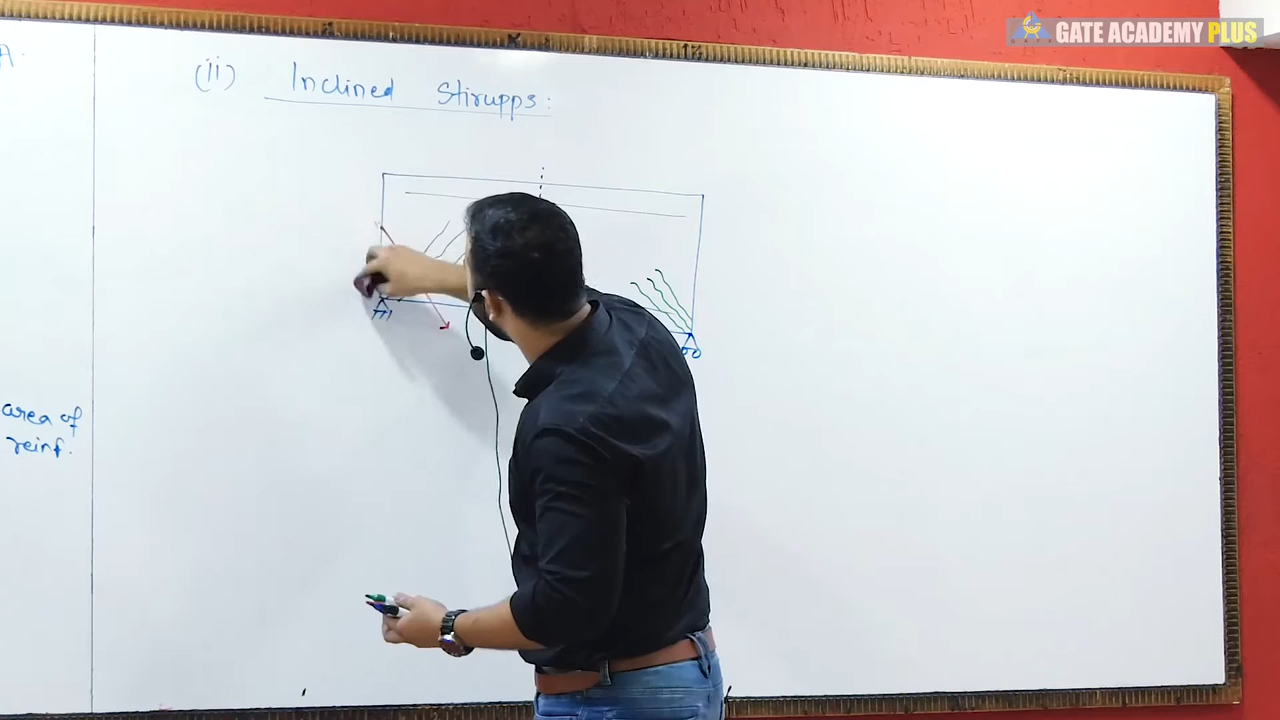 GATE ACADEMY PLUS
(ii) Inclined Stirupps:
A.
area of
reinf.